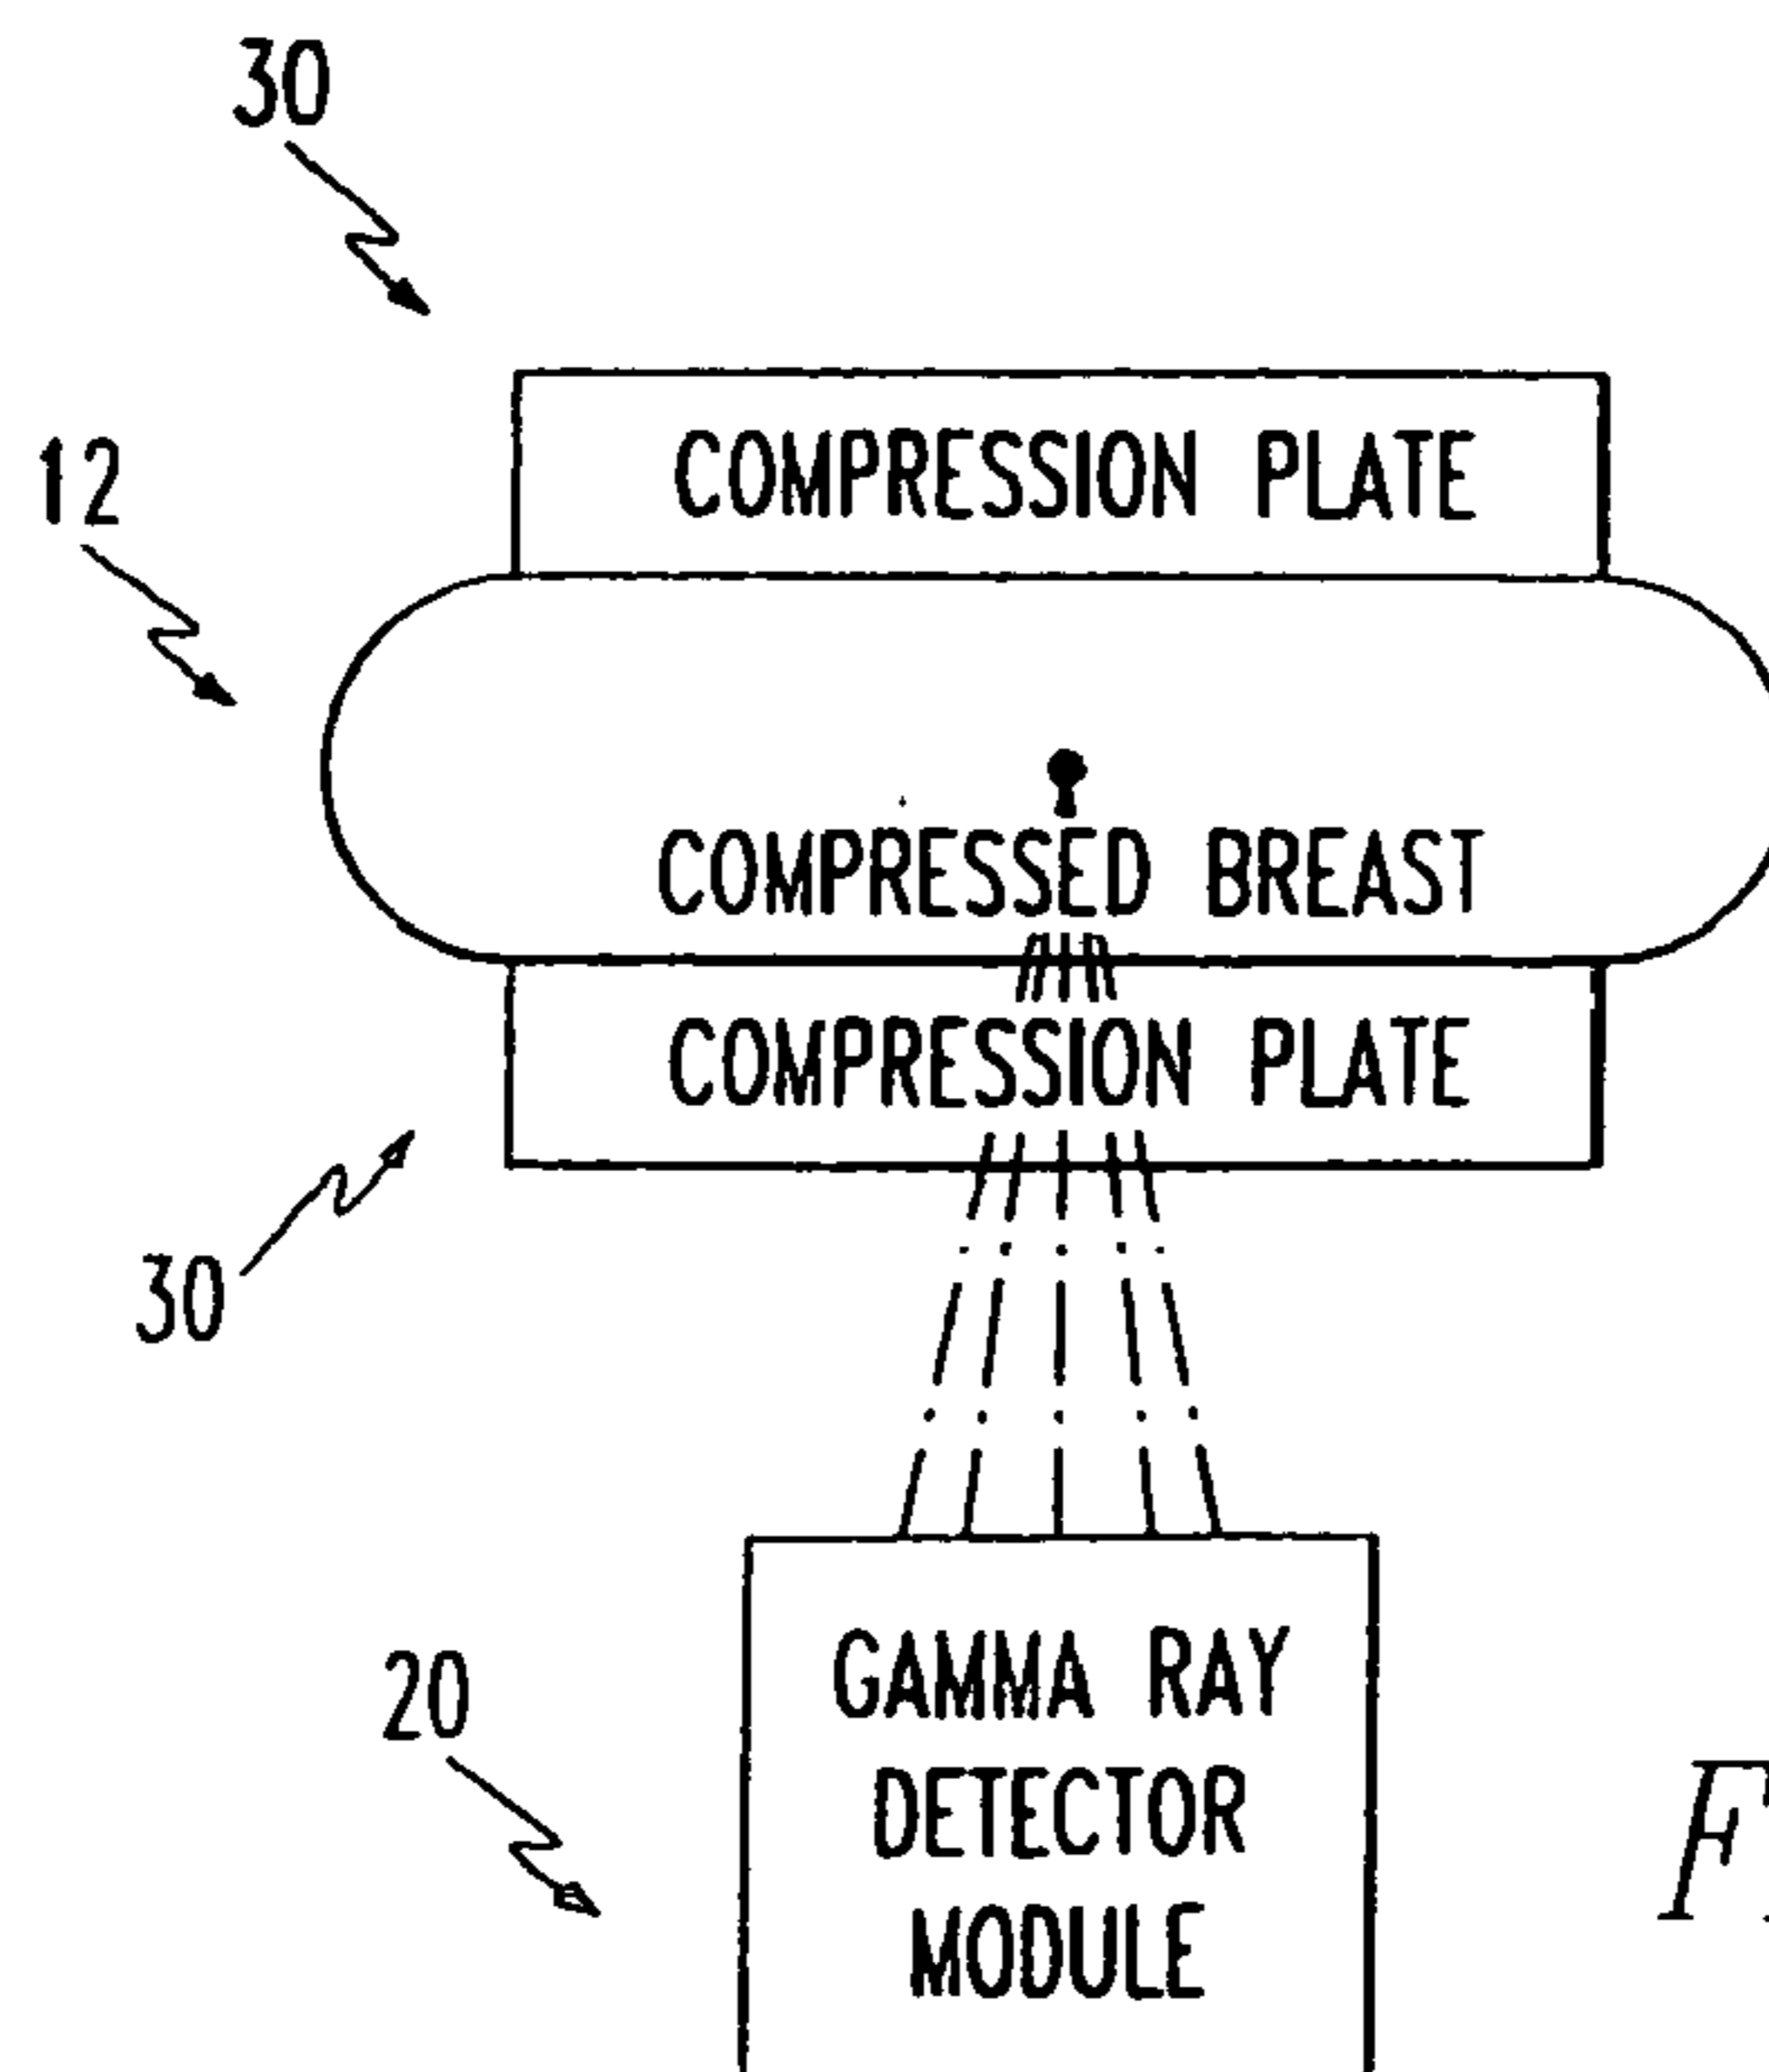 30
COMPRESSION PLATE
12
COMPRESSED BREAST
COMPRESSION PLATE
30
GAMMA RAY
20
DETECTOR
MODULE